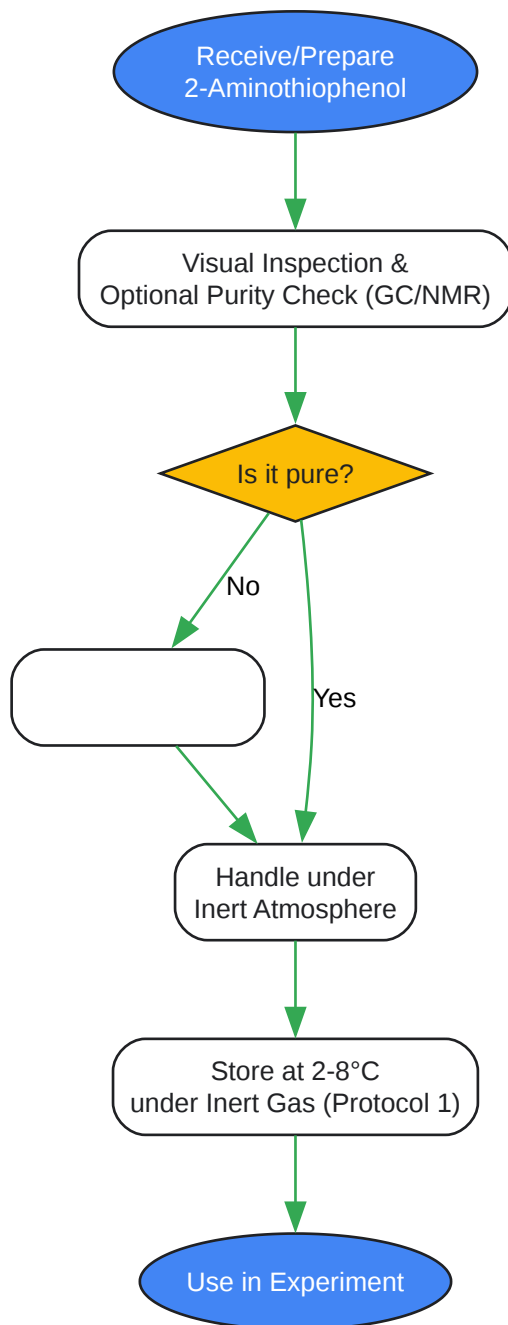 Receive/Prepare
2-Aminothiophenol
Visual Inspection &
Optional Purity Check (GC/NMR)
Is it pure?
No
Yes
Handle under
Inert Atmosphere
Store at 2-8°C
under Inert Gas (Protocol 1)
Use in Experiment